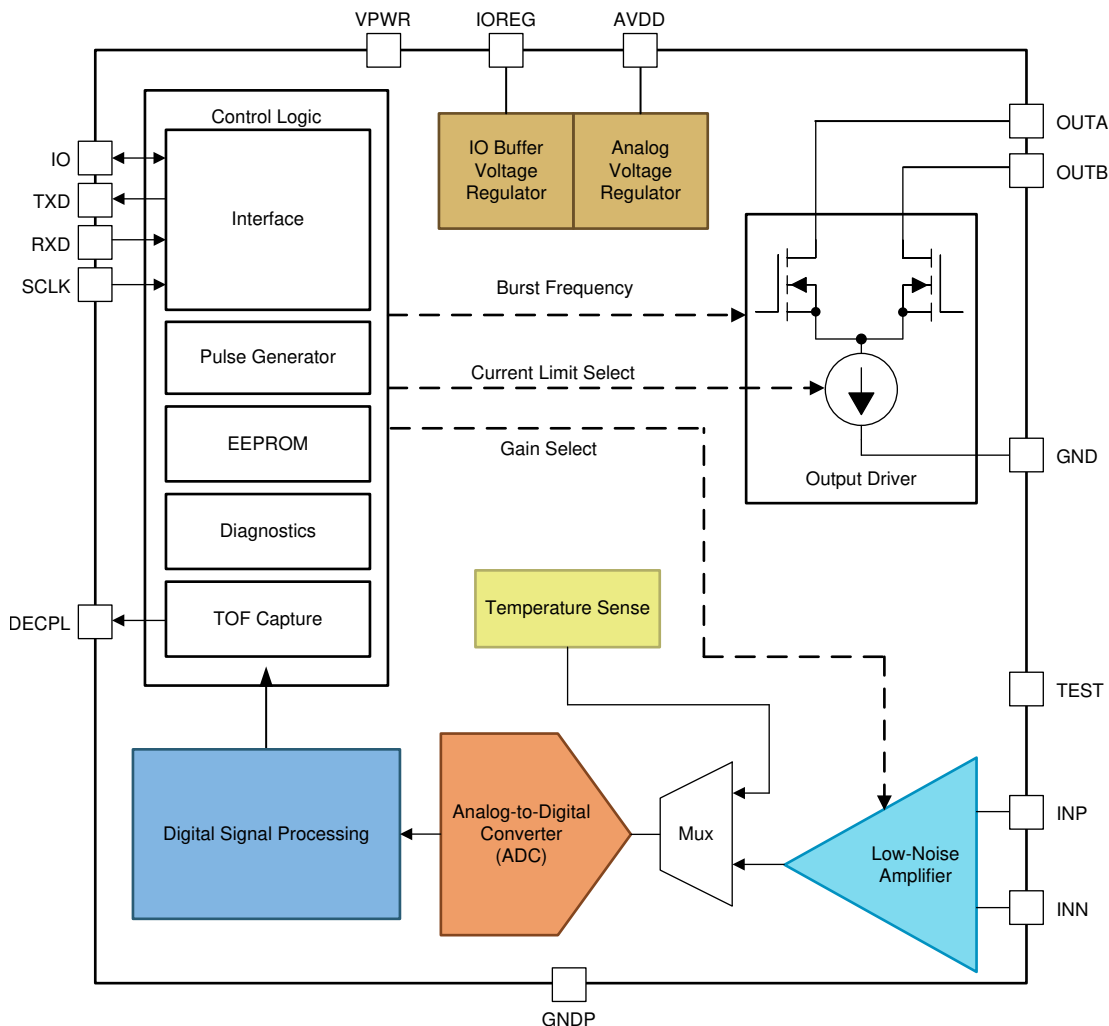 VPWR
IOREG
AVDD
Control Logic
IO
TXD
RXD
SCLK
Interface
IO Buffer
Voltage
Regulator
Analog
Voltage
Regulator
OUTA
OUTB
Burst Frequency
Pulse Generator
Current Limit Select
EEPROM
Gain Select
Output Driver
GND
Diagnostics
DECPL
TOF Capture
Temperature Sense
TEST
Digital Signal Processing
Analog-to-Digital
Converter
(ADC)
Mux
Low-Noise
Amplifier
INP
INN
GNDP